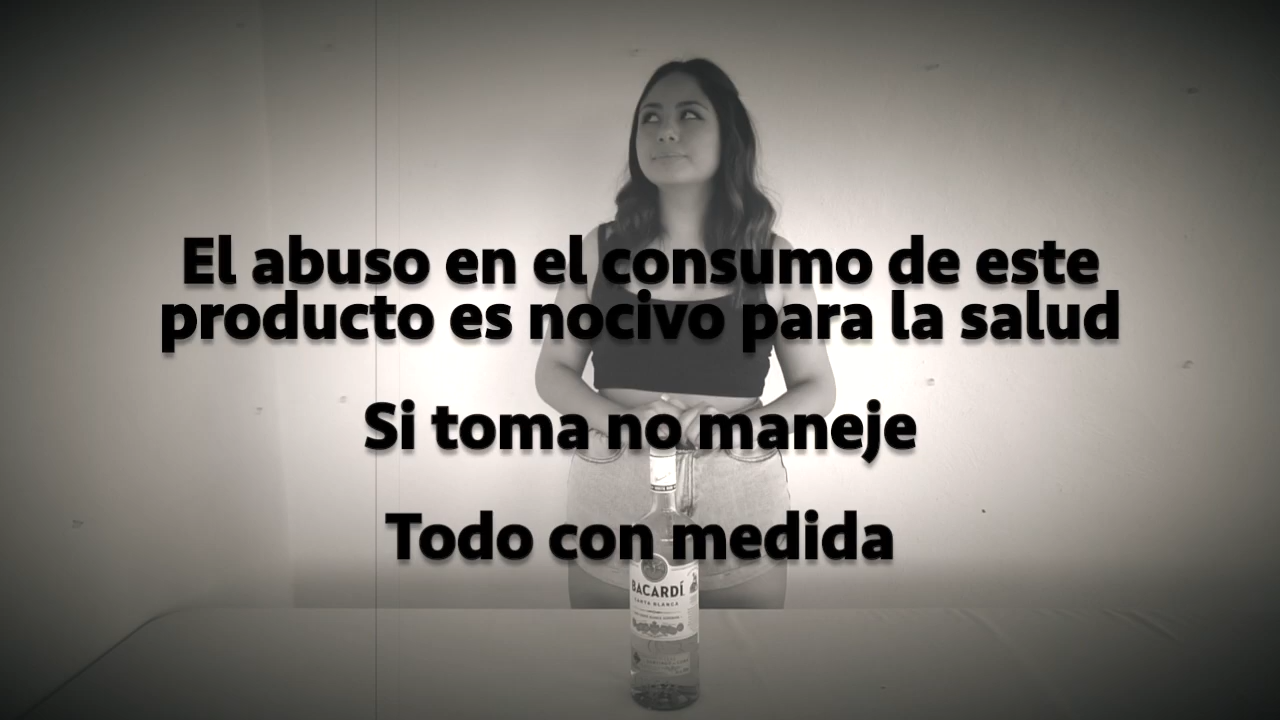 El abuso en el consumo de este
producto es nocivo para la salud
Si toma no maneje
Todo con medida
BACARDÍ
CARTA BLANCA